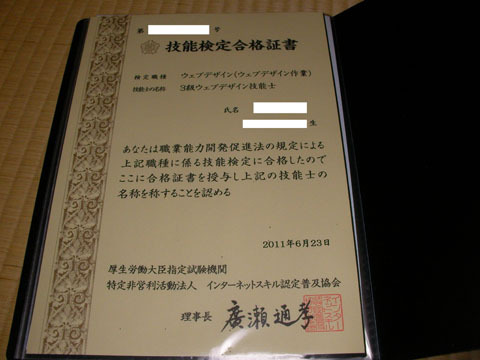 第 号
技能検定合格証書
検定職種 ウェブデザイン(ウェブデザイン作業)
技能士の名称 3級ウェブデザイン技能士
氏名
生
あなたは職業能力開発促進法の規定による
上記職種に係る技能検定に合格したので
ここに合格証書を授与し上記の技能士の
名称を称することを認める
2011年6月23日
厚生労働大臣指定試験機関
特定非営利活動法人 インターネットスキル認定普及協会
理事長 廣瀬通孝